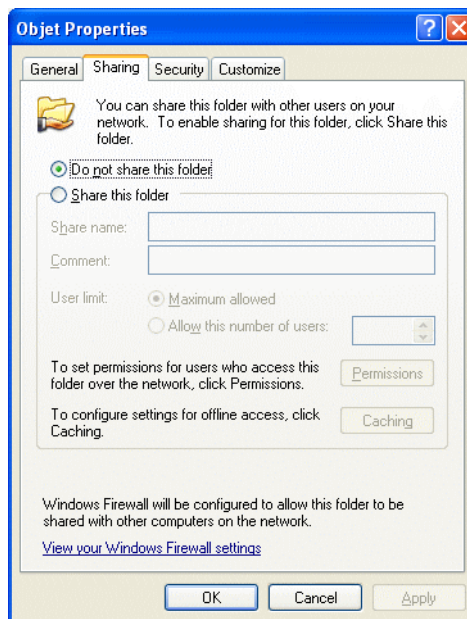 Objet Properties
General Sharing Security Customize
You can share this folder with other users on your
network. To enable sharing for this folder, click Share this
folder.
Do not share this folder
Share this folder
Share name:
Comment:
User limit: Maximum allowed
Allow this number of users:
To set permissions for users who access this
folder over the network, click Permissions.
Permissions
To configure settings for offline access, click
Caching.
Caching
Windows Firewall will be configured to allow this folder to be
shared with other computers on the network.
View your Windows Firewall settings
OK Cancel Apply